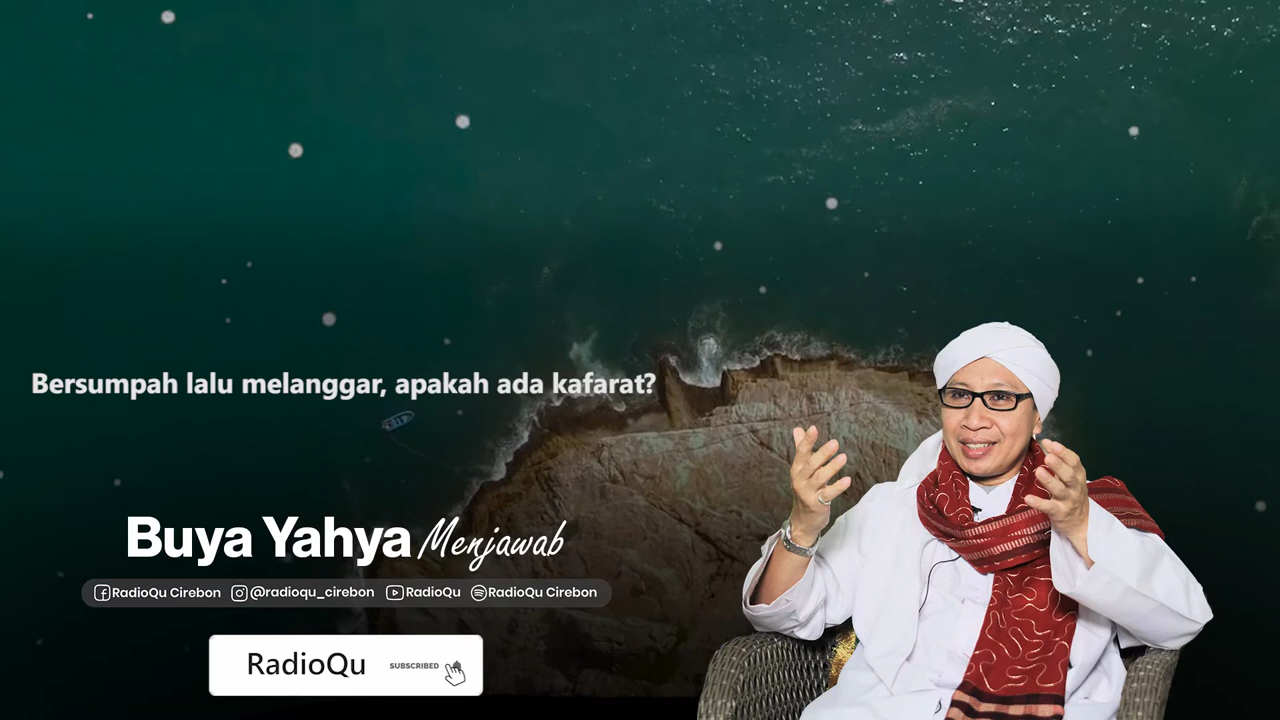 Bersumpah lalu melanggar, apakah ada kafarat?
Buya Yahya Menjawab
RadioQu Cirebon @radioqu_cirebon RadioQu RadioQu Cirebon
RadioQu SUBSCRIBED